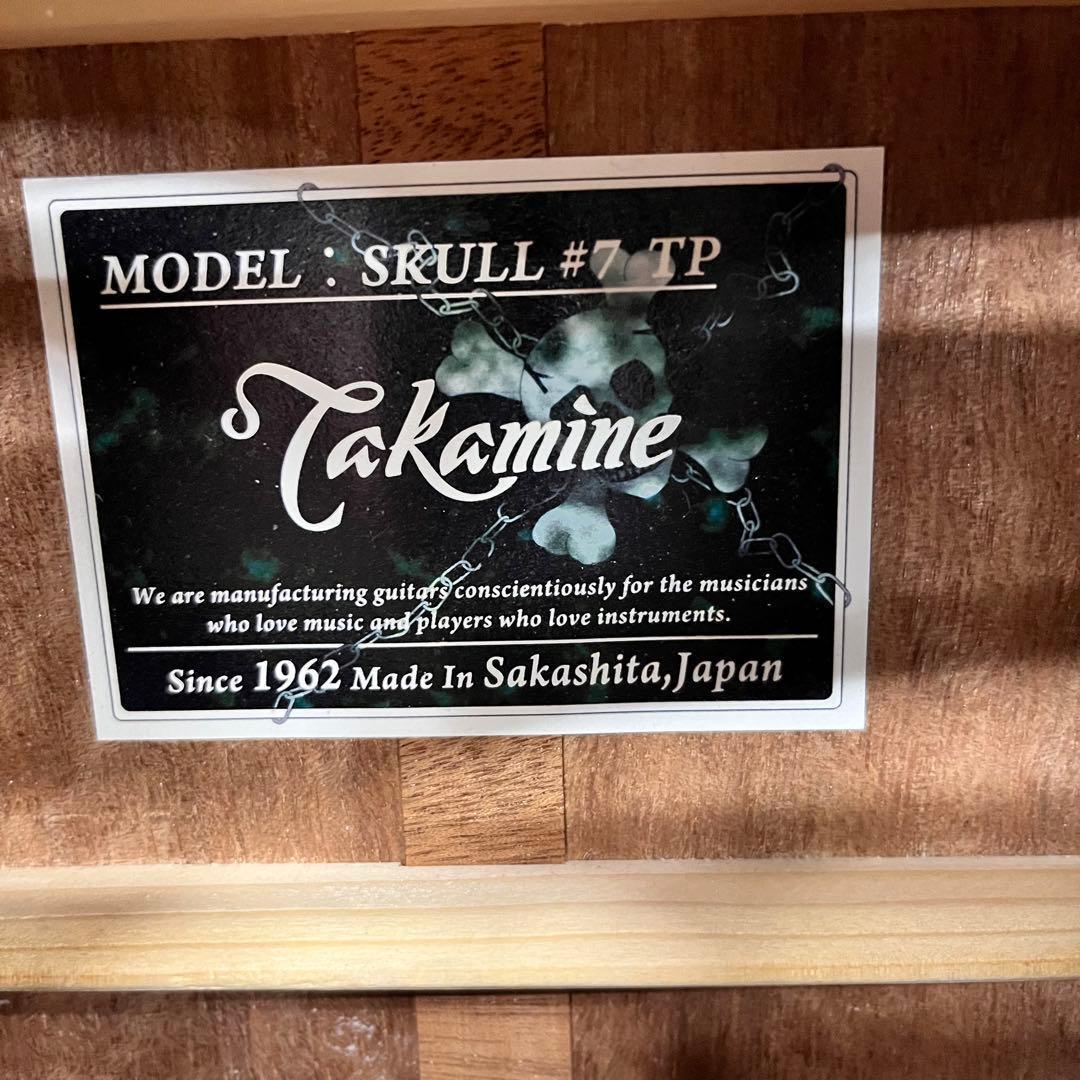 MODEL : SKULL #7 TP
Takamine
We are manufacturing guitars conscientiously for the musicians
who love music and players who love instruments.
Since 1962 Made In Sakashita,Japan